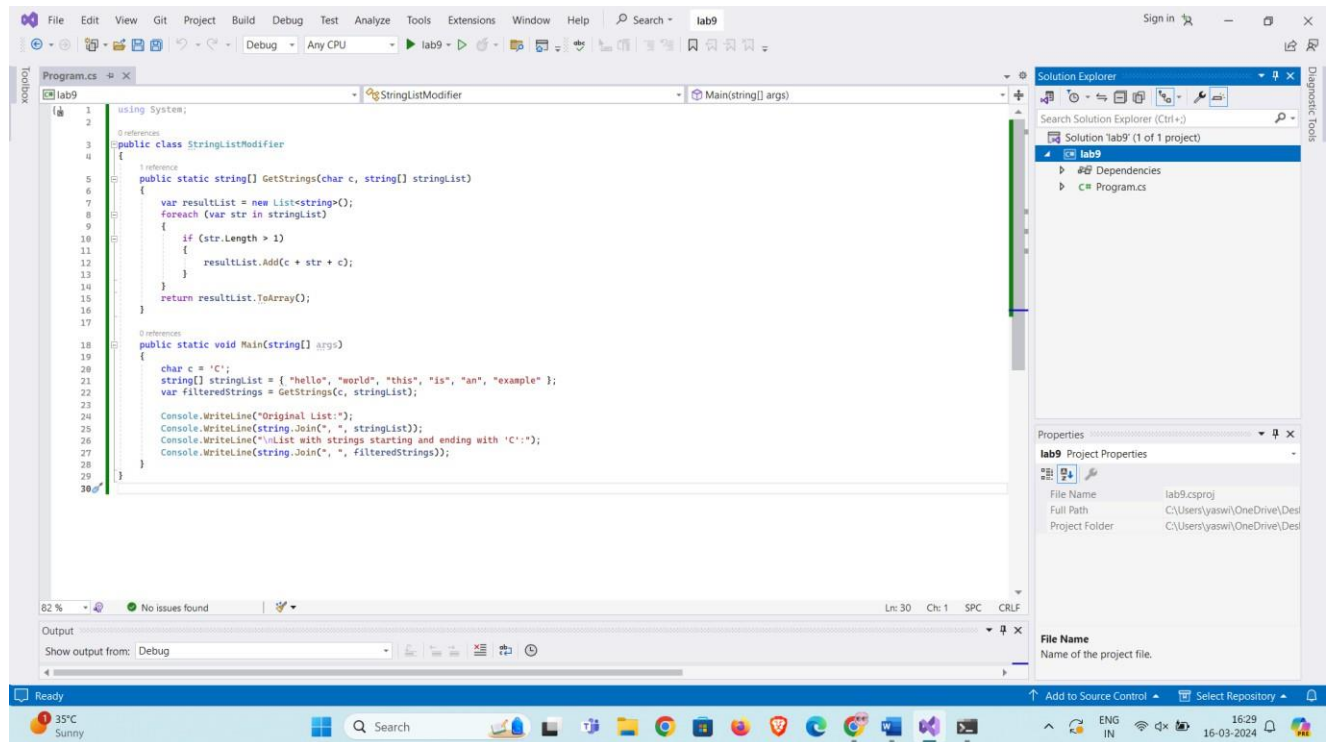 File Edit View Git Project Build Debug Test Analyze Tools Extensions Window Help Search lab9 Sign in
Debug Any CPU lab9
Toolbox
Program.cs
lab9 StringListModifier Main(string[] args)
1 using System;
2
0 references
3 public class StringListModifier
4 {
1 reference
5 public static string[] GetStrings(char c, string[] stringList)
6 {
7 var resultList = new List<string>();
8 foreach (var str in stringList)
9 {
10 if (str.Length > 1)
11 {
12 resultList.Add(c + str + c);
13 }
14 }
15 return resultList.ToArray();
16 }
17
0 references
18 public static void Main(string[] args)
19 {
20 char c = 'C';
21 string[] stringList = { "hello", "world", "this", "is", "an", "example" };
22 var filteredStrings = GetStrings(c, stringList);
23
24 Console.WriteLine("Original List:");
25 Console.WriteLine(string.Join(", ", stringList));
26 Console.WriteLine("\nList with strings starting and ending with 'C':");
27 Console.WriteLine(string.Join(", ", filteredStrings));
28 }
29 }
30
82 % No issues found Ln: 30 Ch: 1 SPC CRLF
Output
Show output from: Debug
Solution Explorer
Search Solution Explorer (Ctrl+;)
Solution 'lab9' (1 of 1 project)
lab9
Dependencies
C# Program.cs
Diagnostic Tools
Properties
lab9 Project Properties
File Name lab9.csproj
Full Path C:\Users\yaswi\OneDrive\Desl
Project Folder C:\Users\yaswi\OneDrive\Desl
File Name
Name of the project file.
Ready Add to Source Control Select Repository
1 35°C
Sunny
Search
ENG
IN
16:29
16-03-2024
PRE